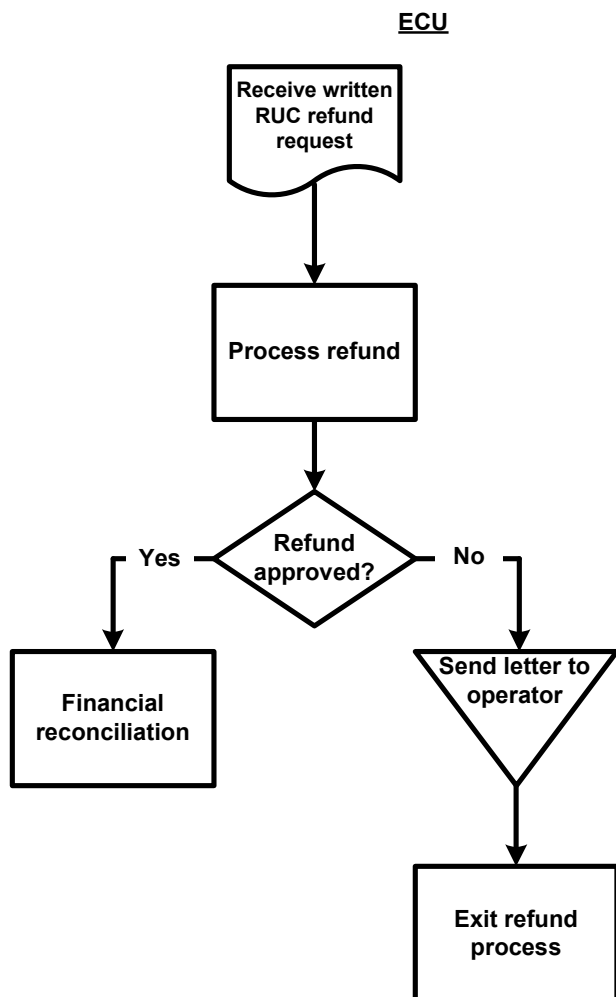 ECU
Receive written
RUC refund
request
Process refund
Refund
approved?
Yes
No
Financial
reconciliation
Send letter to
operator
Exit refund
process